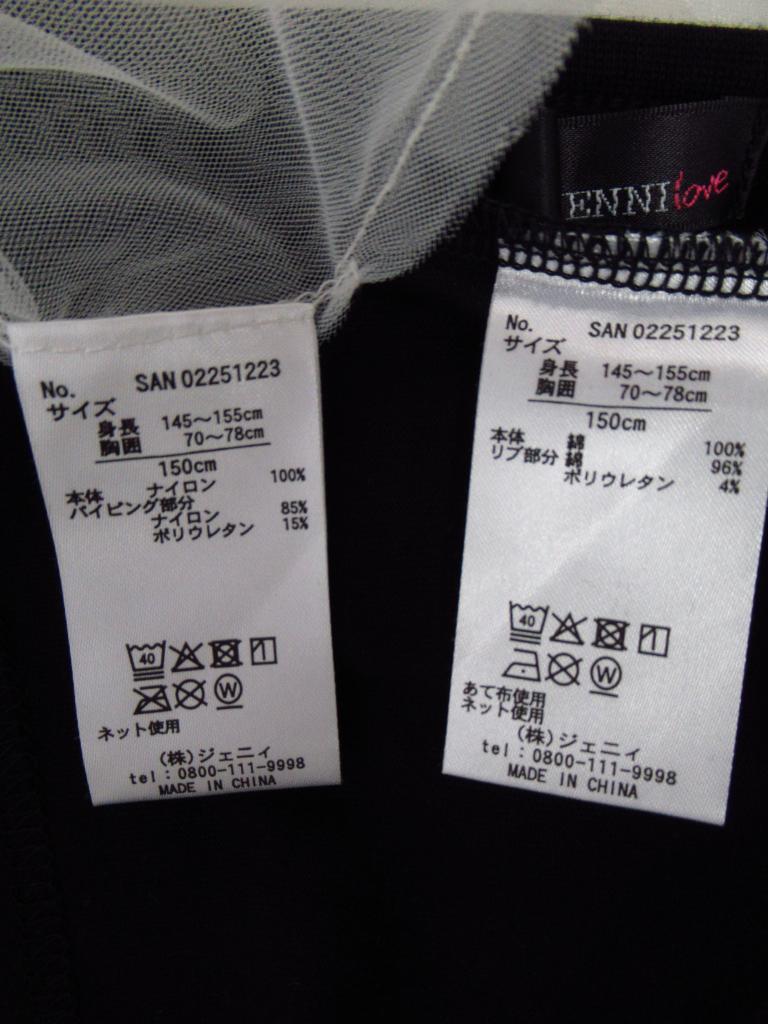 ENNI love
No. SAN 02251223
サイズ
身長 145～155cm
胸囲 70～78cm
150cm
本体 ナイロン 100%
パイピング部分
ナイロン 85%
ポリウレタン 15%
40
W
ネット使用
(株)ジェニィ
tel:0800-111-9998
MADE IN CHINA
No. SAN 02251223
サイズ
身長 145～155cm
胸囲 70～78cm
150cm
本体 綿 100%
リブ部分 綿 96%
ポリウレタン 4%
40
W
あて布使用
ネット使用
(株)ジェニィ
tel:0800-111-9998
MADE IN CHINA